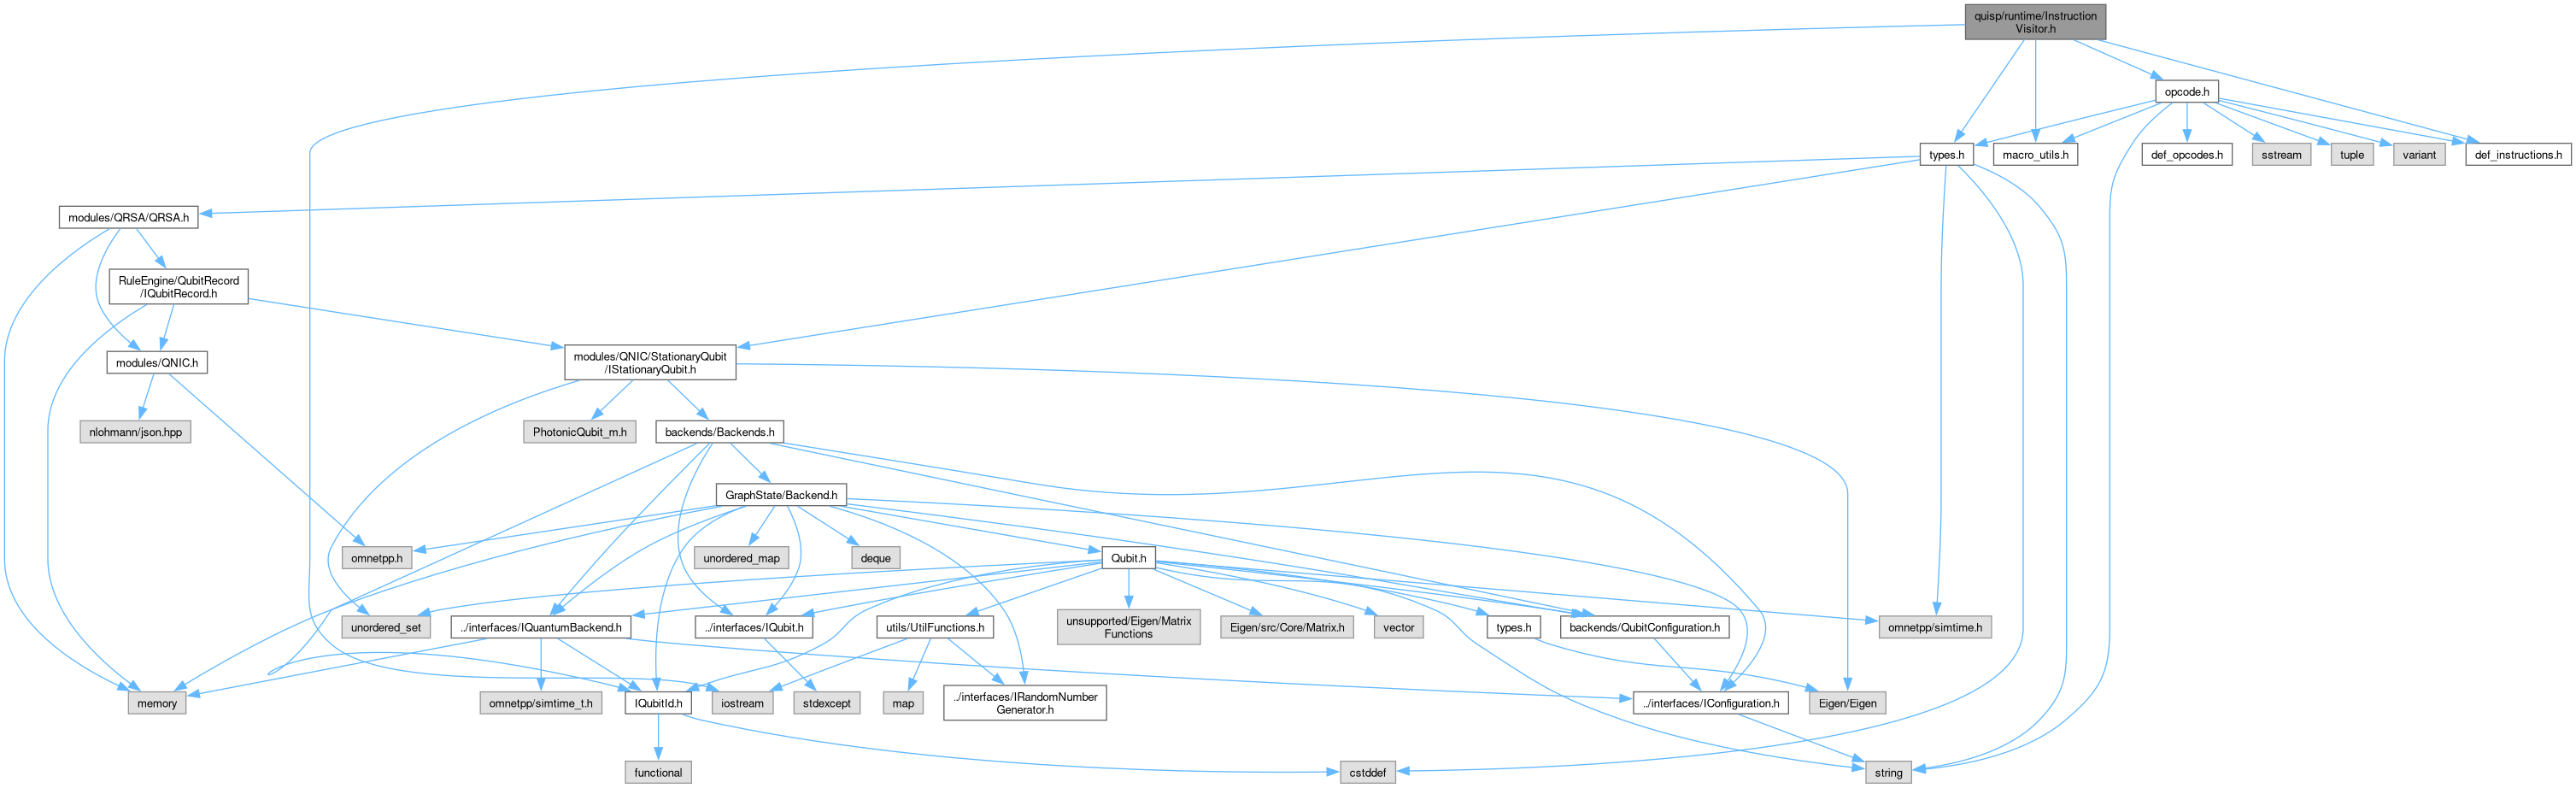 quisp/runtime/Instruction
Visitor.h
opcode.h
types.h
macro_utils.h
def_opcodes.h
sstream
tuple
variant
def_instructions.h
modules/QRSA/QRSA.h
RuleEngine/QubitRecord
/IQubitRecord.h
modules/QNIC.h
modules/QNIC/StationaryQubit
/IStationaryQubit.h
nlohmann/json.hpp
PhotonicQubit_m.h
backends/Backends.h
GraphState/Backend.h
omnetpp.h
unordered_map
deque
Qubit.h
unordered_set
../interfaces/IQuantumBackend.h
../interfaces/IQubit.h
utils/UtilFunctions.h
unsupported/Eigen/Matrix
Functions
Eigen/src/Core/Matrix.h
vector
types.h
backends/QubitConfiguration.h
omnetpp/simtime.h
memory
omnetpp/simtime_t.h
IQubitId.h
iostream
stdexcept
map
../interfaces/IRandomNumber
Generator.h
../interfaces/IConfiguration.h
Eigen/Eigen
functional
cstddef
string